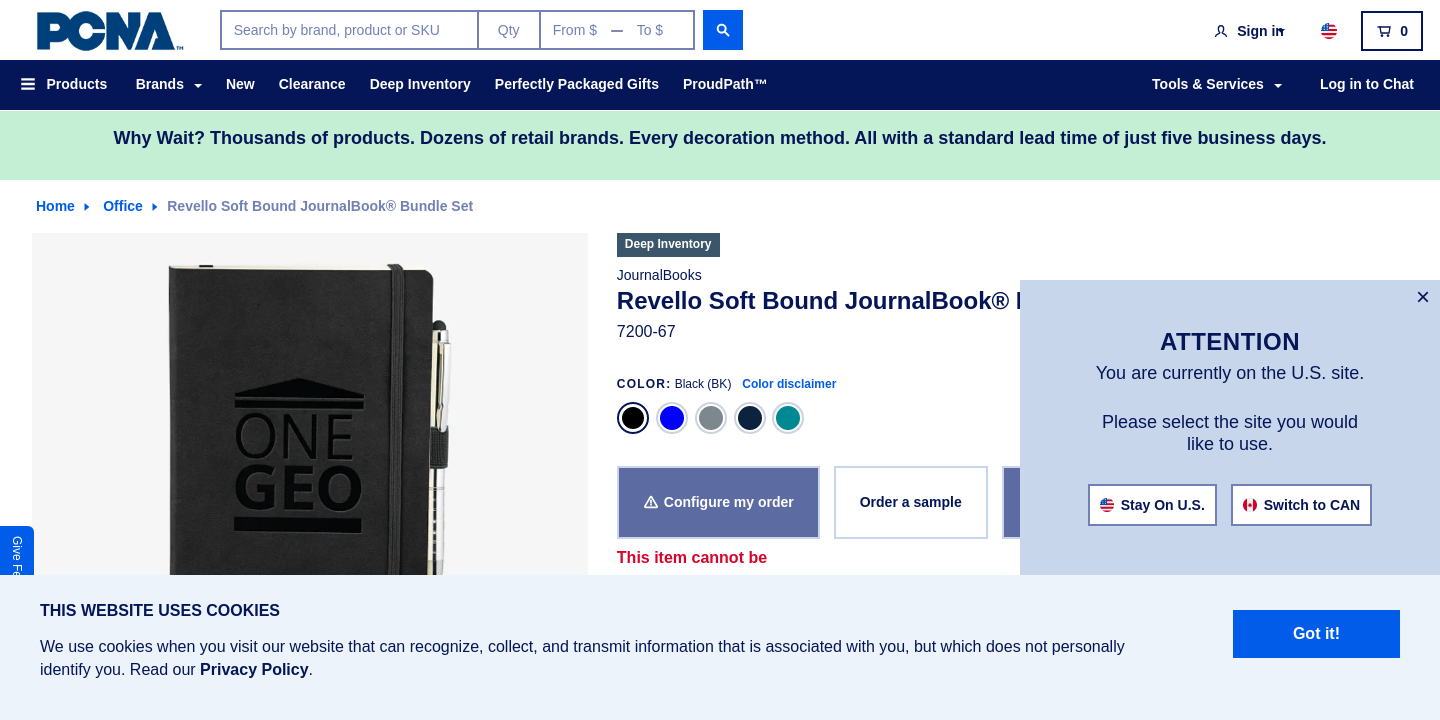 PCNA™
Search by brand, product or SKU
Qty
From $ — To $
Sign in
0
Products
Brands
New
Clearance
Deep Inventory
Perfectly Packaged Gifts
ProudPath™
Tools & Services
Log in to Chat
Why Wait? Thousands of products. Dozens of retail brands. Every decoration method. All with a standard lead time of just five business days.
Home
Office
Revello Soft Bound JournalBook® Bundle Set
ONE
GEO
Deep Inventory
JournalBooks
Revello Soft Bound JournalBook®
7200-67
COLOR: Black (BK) Color disclaimer
Configure my order
Order a sample
This item cannot be
×
ATTENTION
You are currently on the U.S. site.
Please select the site you would
like to use.
Stay On U.S.
Switch to CAN
Give
THIS WEBSITE USES COOKIES
We use cookies when you visit our website that can recognize, collect, and transmit information that is associated with you, but which does not personally
identify you. Read our Privacy Policy.
Got it!